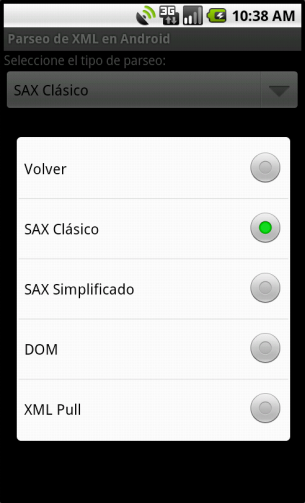 3G
10:38 AM
Parseo de XML en Android
Seleccione el tipo de parseo:
SAX Clásico
Volver
SAX Clásico
SAX Simplificado
DOM
XML Pull